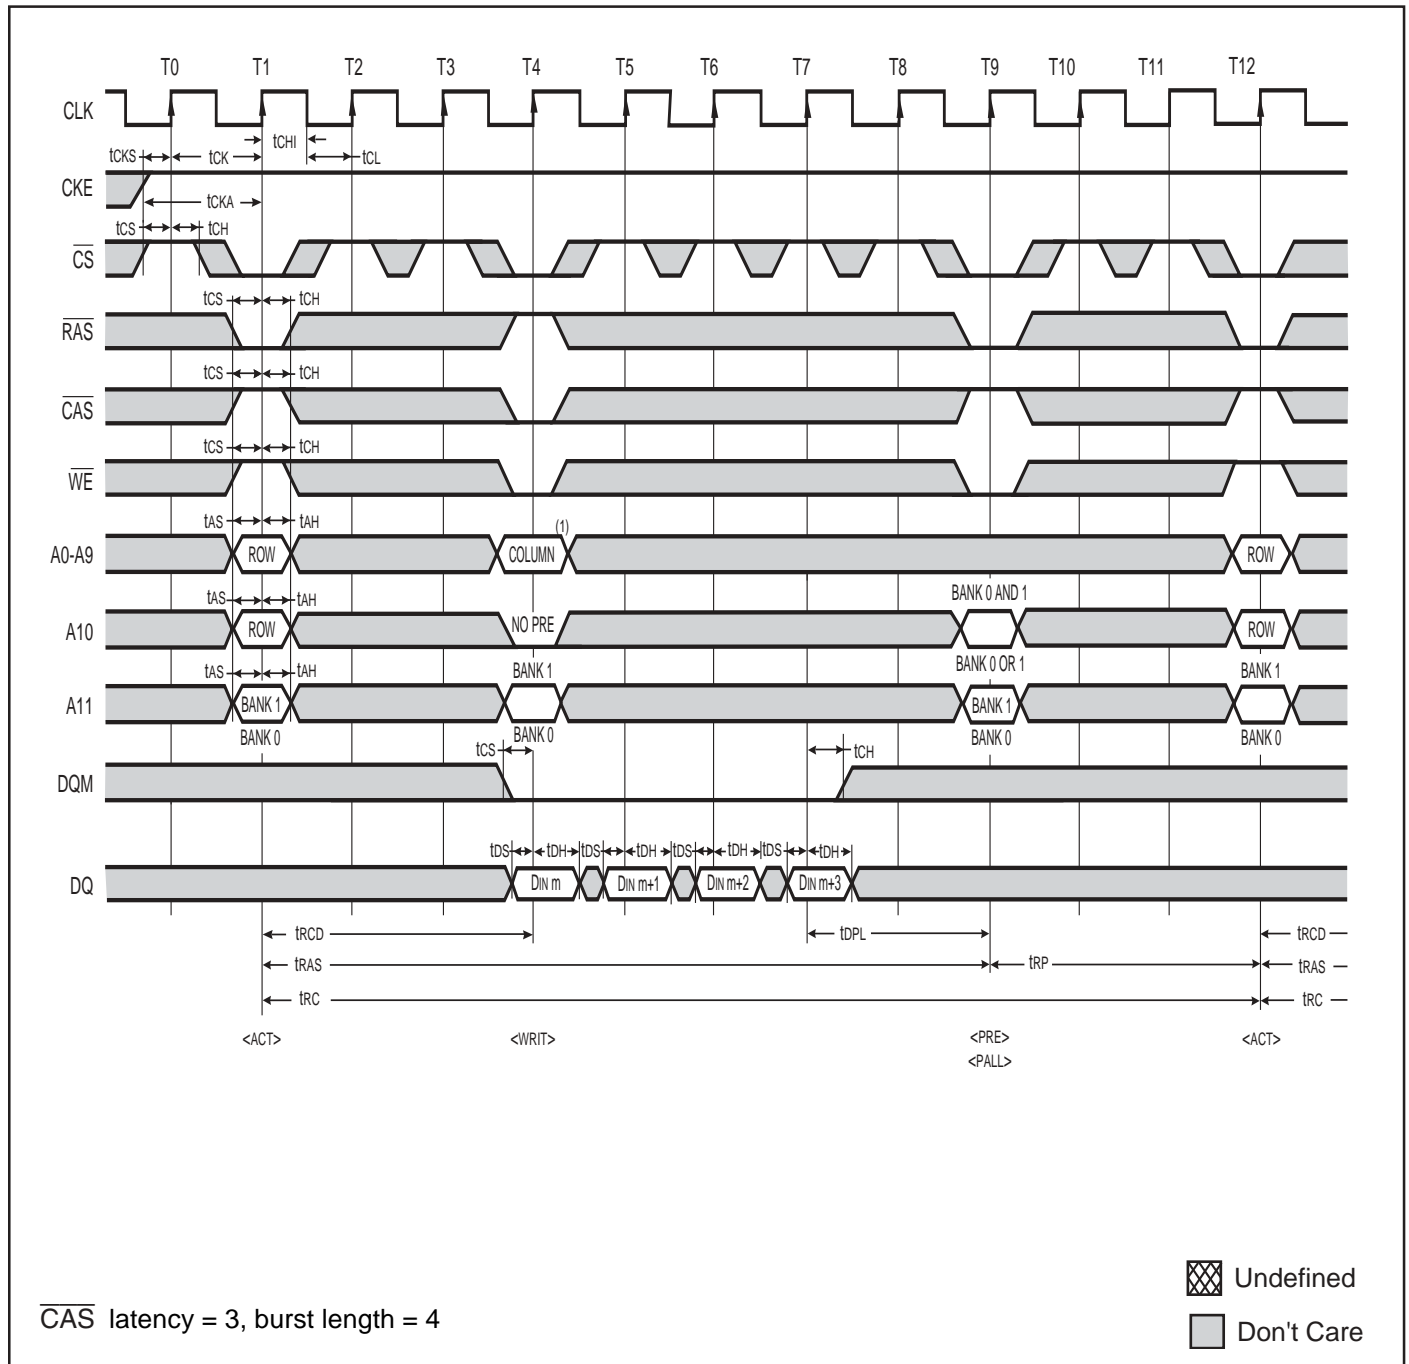 T0 T1 T2 T3 T4 T5 T6 T7 T8 T9 T10 T11 T12
CLK
tCHI
tCKS tCK tCL
CKE
tCKA
tCS tCH
CS
tCS tCH
RAS
tCS tCH
CAS
tCS tCH
WE
tAS tAH (1)
A0-A9 ROW COLUMN ROW
tAS tAH BANK 0 AND 1
A10 ROW NO PRE ROW
tAS tAH BANK 1 BANK 0 OR 1 BANK 1
A11 BANK 1 BANK 1
BANK 0 BANK 0 BANK 0 BANK 0
tCS tCH
DQM
tDS tDH tDS tDH tDS tDH tDS tDH
DQ DIN m DIN m+1 DIN m+2 DIN m+3
tRCD tDPL tRCD
tRAS tRP tRAS
tRC tRC
<ACT> <WRIT> <PRE> <ACT>
<PALL>
Undefined
CAS latency = 3, burst length = 4
Don't Care